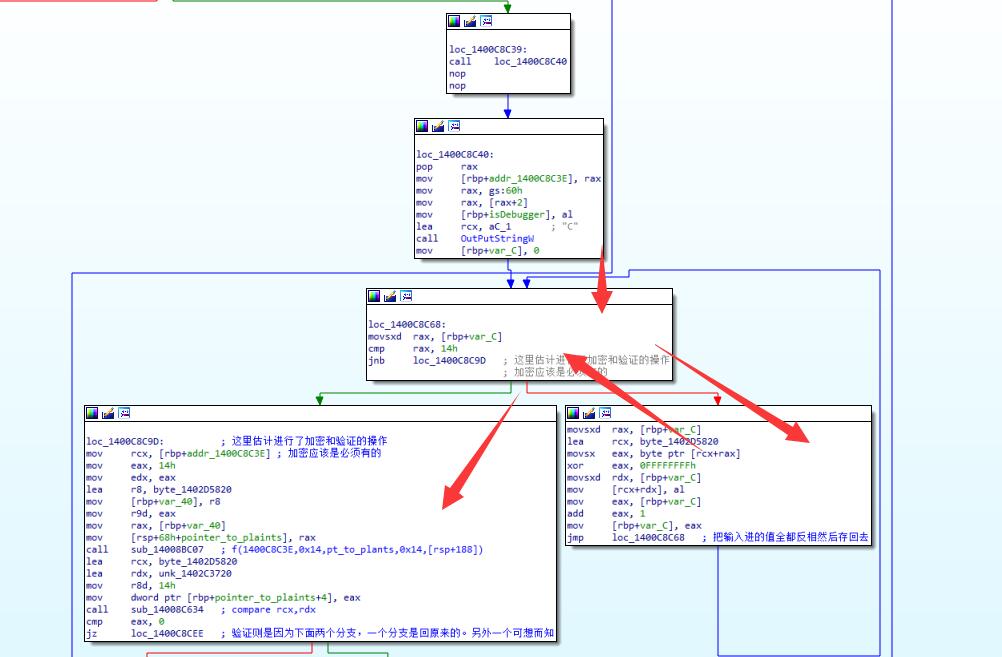 loc_1400C8C39:
call loc_1400C8C40
nop
nop
loc_1400C8C40:
pop rax
mov [rbp+addr_1400C8C3E], rax
mov rax, gs:60h
mov rax, [rax+2]
mov [rbp+isDebugger], al
lea rcx, aC_1 ; "C"
call OutPutStringW
mov [rbp+var_C], 0
loc_1400C8C68:
movsxd rax, [rbp+var_C]
cmp rax, 14h
jnb loc_1400C8C9D ; 这里估计进行了加密和验证的操作
; 加密应该是必须有的
loc_1400C8C9D: ; 这里估计进行了加密和验证的操作
mov rcx, [rbp+addr_1400C8C3E] ; 加密应该是必须有的
mov eax, 14h
mov edx, eax
lea r8, byte_1402D5820
mov [rbp+var_40], r8
mov r9d, eax
mov rax, [rbp+var_40]
mov [rsp+68h+pointer_to_plaints], rax
call sub_14008BC07 ; f(1400C8C3E,0x14,pt_to_plants,0x14,[rsp+188])
lea rcx, byte_1402D5820
lea rdx, unk_1402C3720
mov r8d, 14h
mov dword ptr [rbp+pointer_to_plaints+4], eax
call sub_14008C634 ; compare rcx,rdx
cmp eax, 0
jz loc_1400C8CEE ; 验证则是因为下面两个分支，一个分支是回原来的。另外一个可想而知
movsxd rax, [rbp+var_C]
lea rcx, byte_1402D5820
movsx eax, byte ptr [rcx+rax]
xor eax, 0FFFFFFFFh
movsxd rdx, [rbp+var_C]
mov [rcx+rdx], al
mov eax, [rbp+var_C]
add eax, 1
mov [rbp+var_C], eax
jmp loc_1400C8C68 ; 把输入进的值全都反相然后存回去